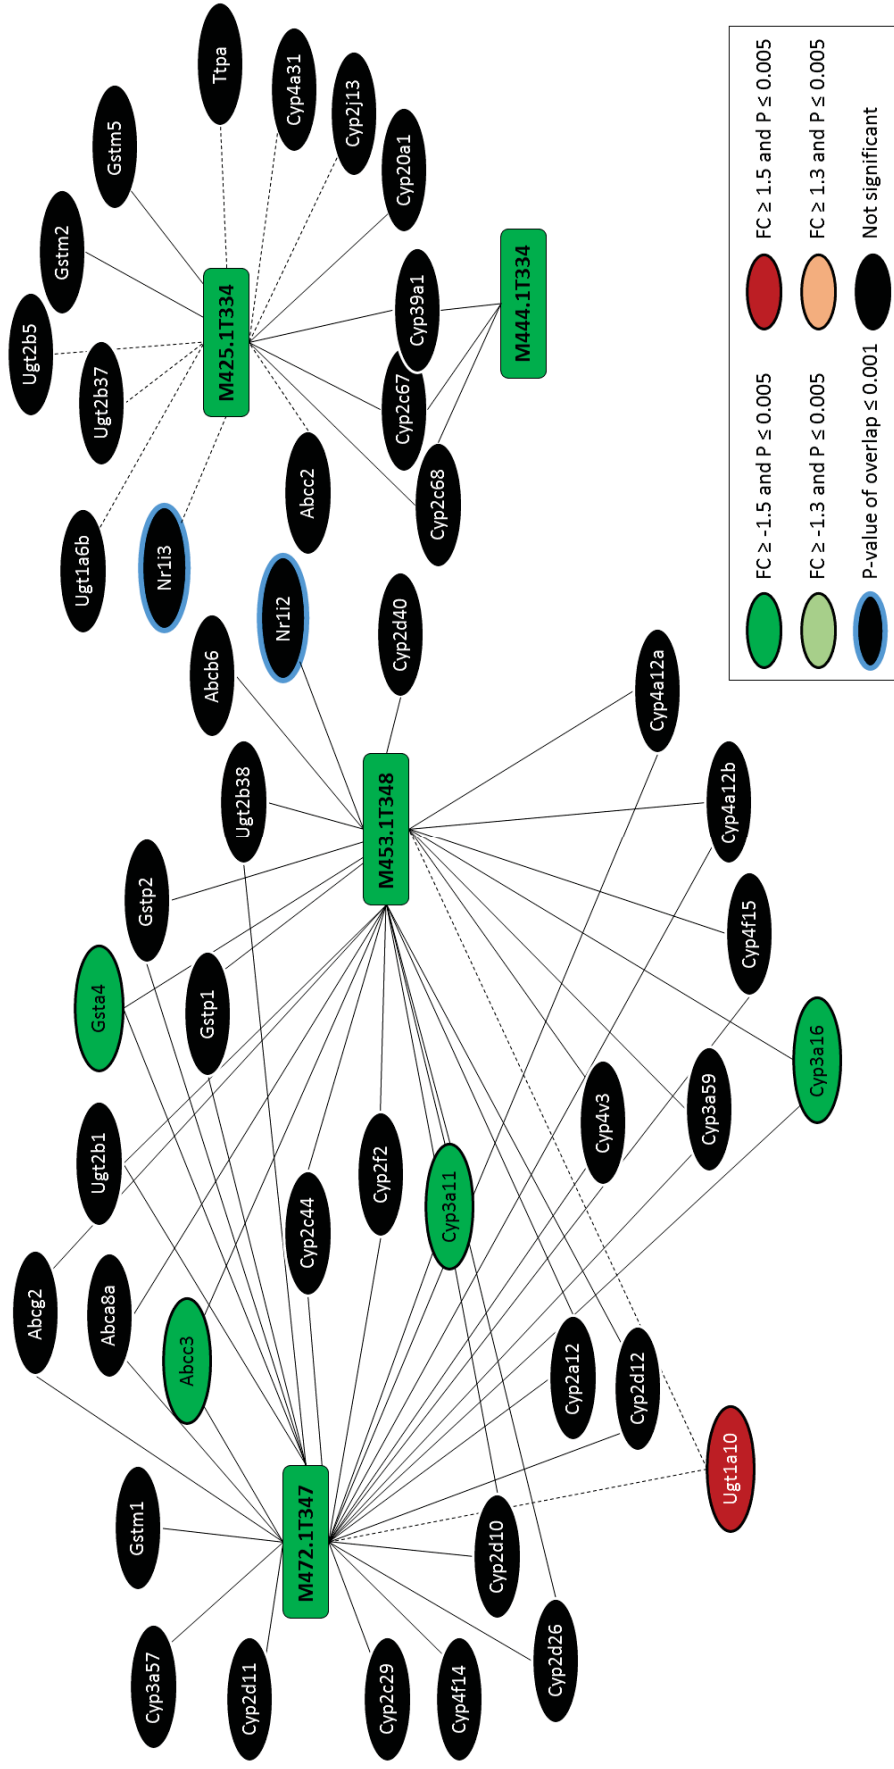 Cyp3a57
Gstm1
Abcg2
Abca8a
Ugt2b1
Gsta4
Gstp2
Ugt2b38
Abcb6
Ugt1a6b
Ugt2b37
Ugt2b5
Gstm2
Gstm5
Ttpa
Cyp2d11
Abcc3
Gstp1
Nr1i3
Nr1i2
M425.1T334
Cyp4a31
Cyp2j13
M472.1T347
Cyp2c44
Abcc2
Cyp20a1
Cyp2c29
Cyp2f2
M453.1T348
Cyp2d40
Cyp2c67
Cyp39a1
Cyp4f14
Cyp3a11
Cyp2c68
Cyp2d26
Cyp2d10
Cyp2a12
M444.1T334
Cyp2d12
Cyp4v3
Cyp4a12a
Ugt1a10
Cyp3a59
Cyp4f15
Cyp4a12b
Cyp3a16
FC ≥ -1.5 and P ≤ 0.005
FC ≥ 1.5 and P ≤ 0.005
FC ≥ -1.3 and P ≤ 0.005
FC ≥ 1.3 and P ≤ 0.005
P-value of overlap ≤ 0.001
Not significant